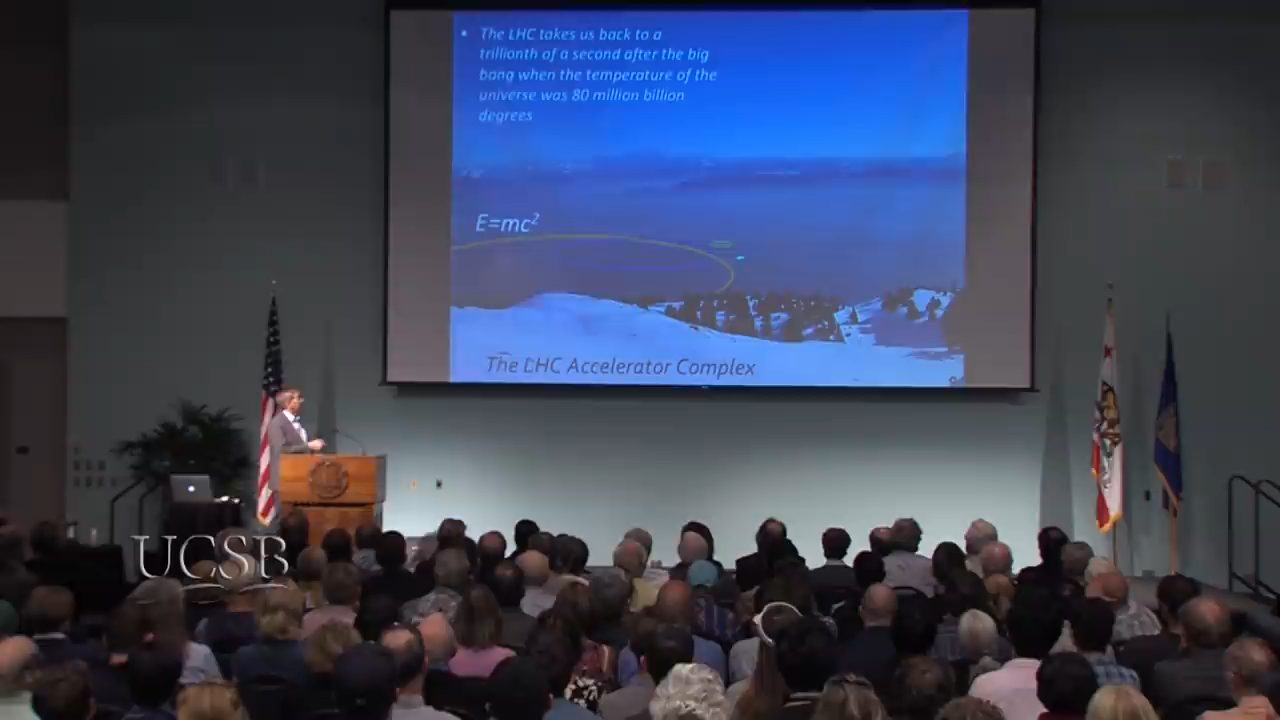 • The LHC takes us back to a
trillionth of a second after the big
bang when the temperature of the
universe was 80 million billion
degrees
E=mc²
The LHC Accelerator Complex
UCSB